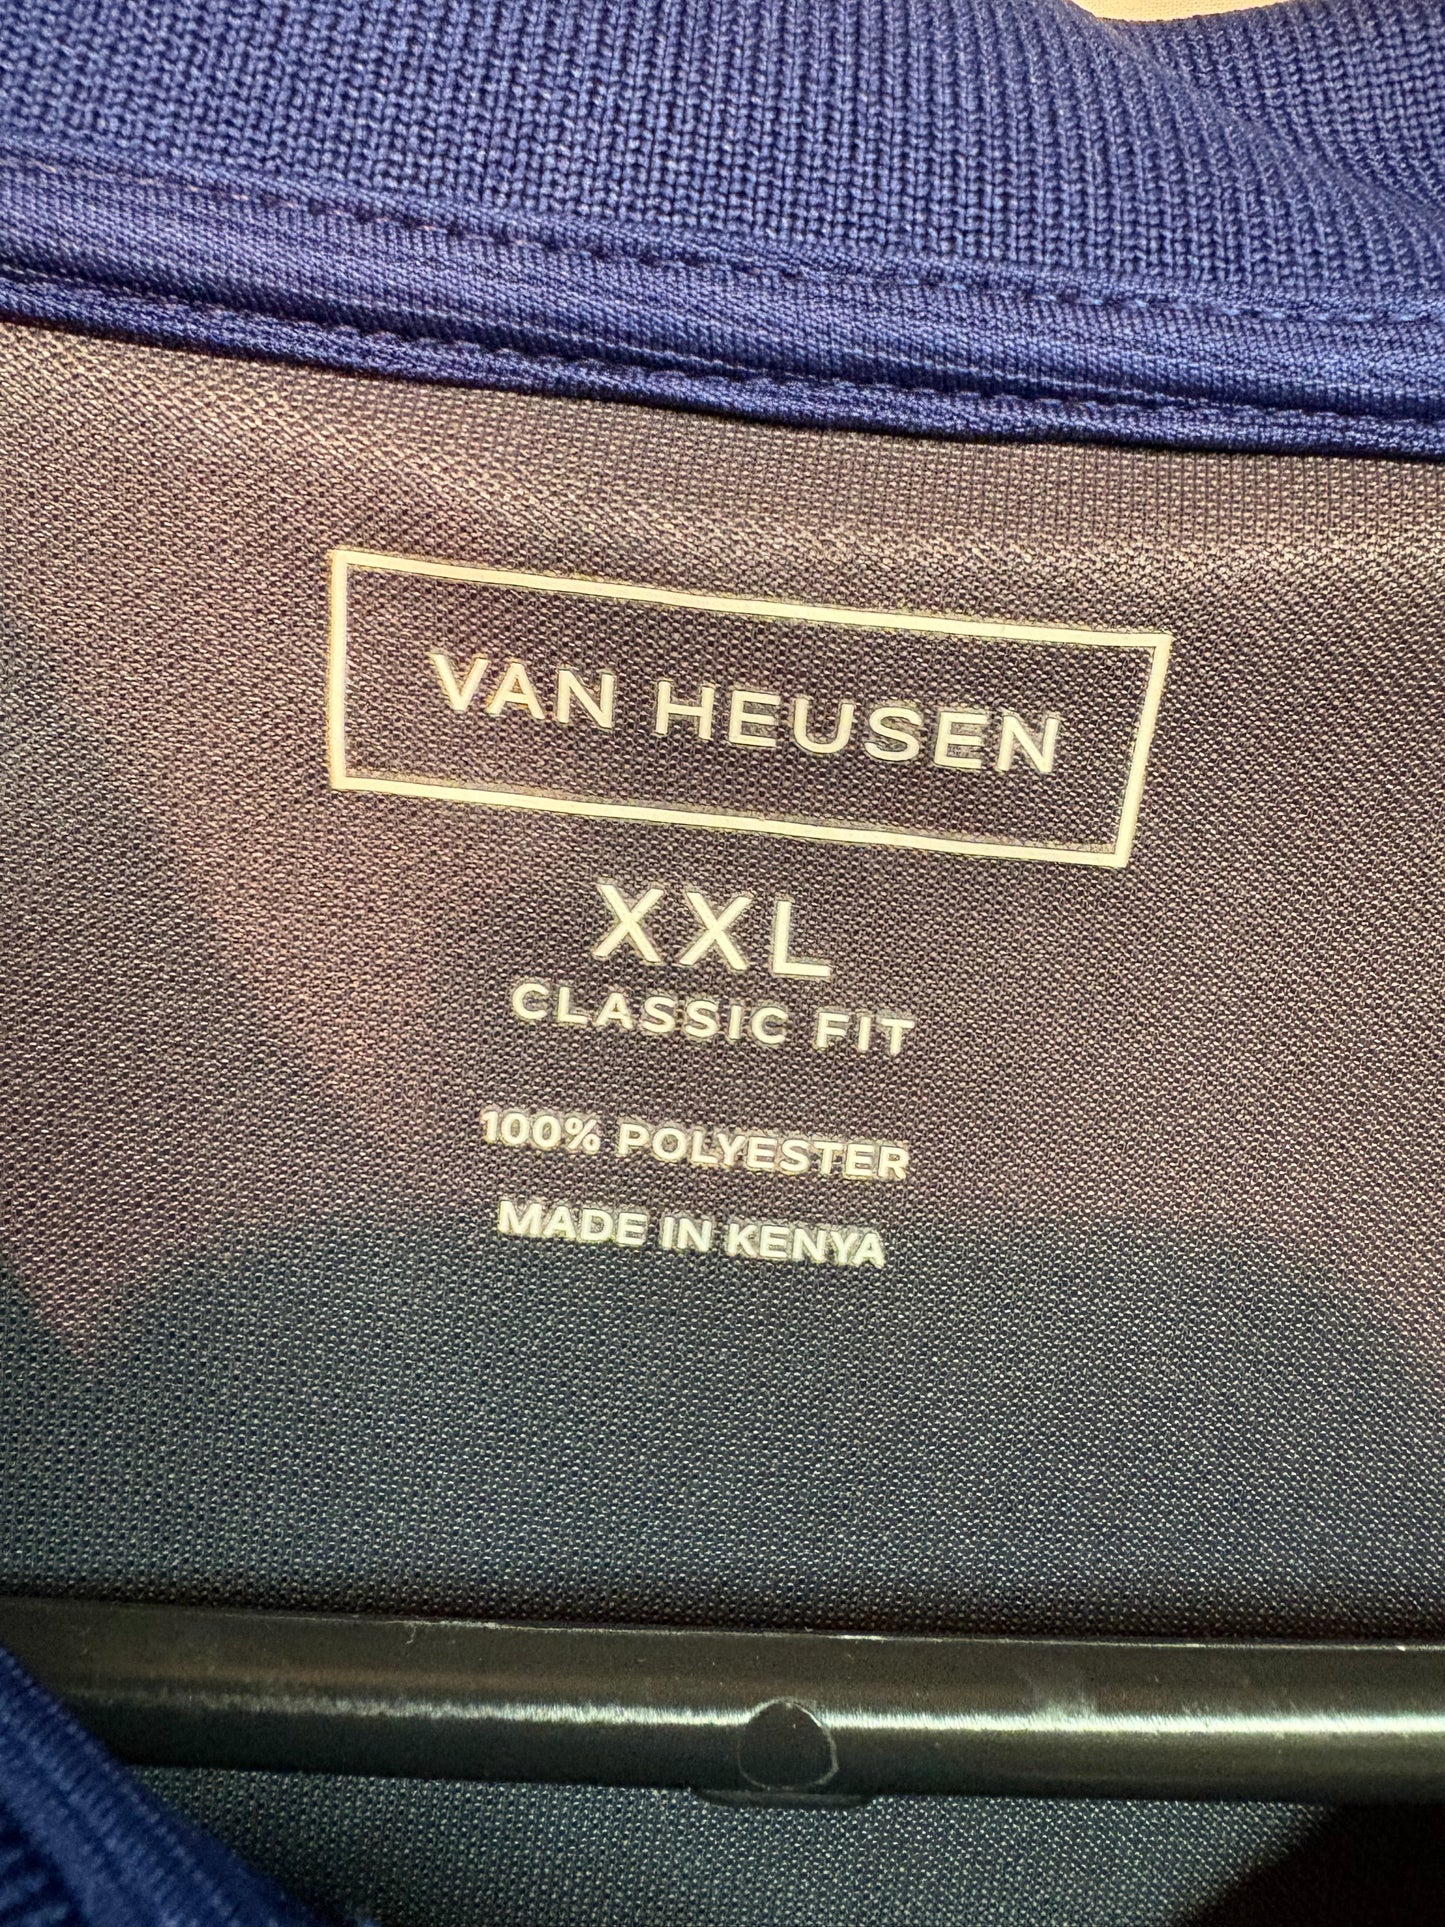 VAN HEUSEN
XXL
CLASSIC FIT
100% POLYESTER
MADE IN KENYA